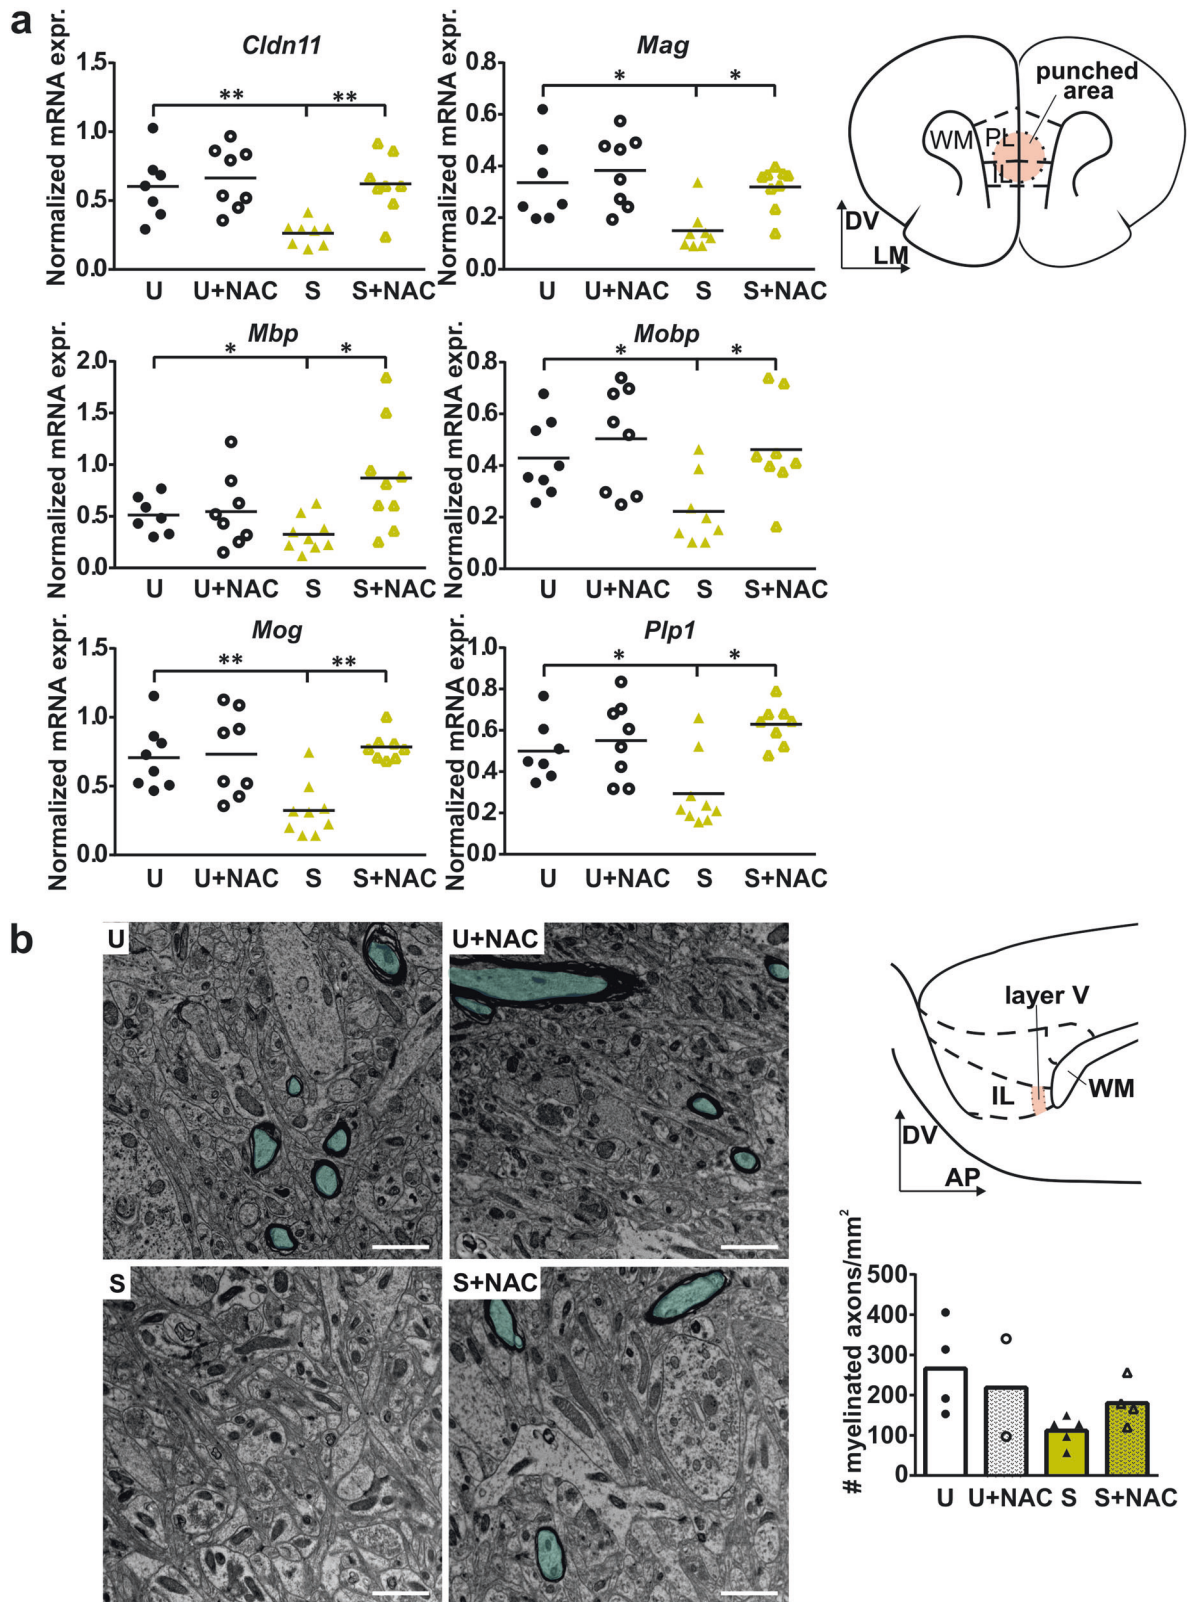 a
Cldn11
Normalized mRNA expr.
1.5
1.0
0.5
0.0
** **
U U+NAC S S+NAC
Mag
Normalized mRNA expr.
0.8
0.6
0.4
0.2
0.0
* *
U U+NAC S S+NAC
punched
area
WM
PL
IL
DV
LM
Mbp
Normalized mRNA expr.
2.0
1.5
1.0
0.5
0.0
* *
U U+NAC S S+NAC
Mobp
Normalized mRNA expr.
0.8
0.6
0.4
0.2
0.0
* *
U U+NAC S S+NAC
Mog
Normalized mRNA expr.
1.5
1.0
0.5
0.0
** **
U U+NAC S S+NAC
Plp1
Normalized mRNA expr.
1.0
0.8
0.6
0.4
0.2
0.0
* *
U U+NAC S S+NAC
b
U
U+NAC
S
S+NAC
layer V
IL
WM
DV
AP
# myelinated axons/mm²
500
400
300
200
100
0
U U+NAC S S+NAC